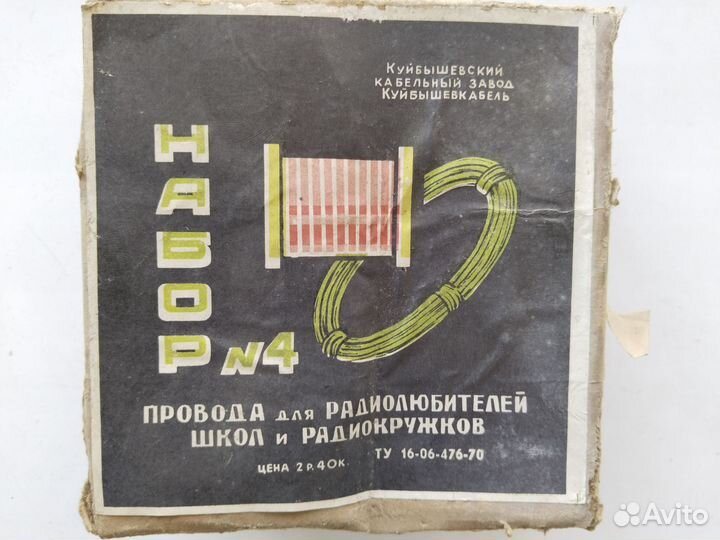 Куйбышевский
кабельный завод
Куйбышевкабель
НАБОР
№4
ПРОВОДА для РАДИОЛЮБИТЕЛЕЙ
ШКОЛ и РАДИОКРУЖКОВ
ЦЕНА 2 р. 40 к. ТУ 16-06-476-70
Avito